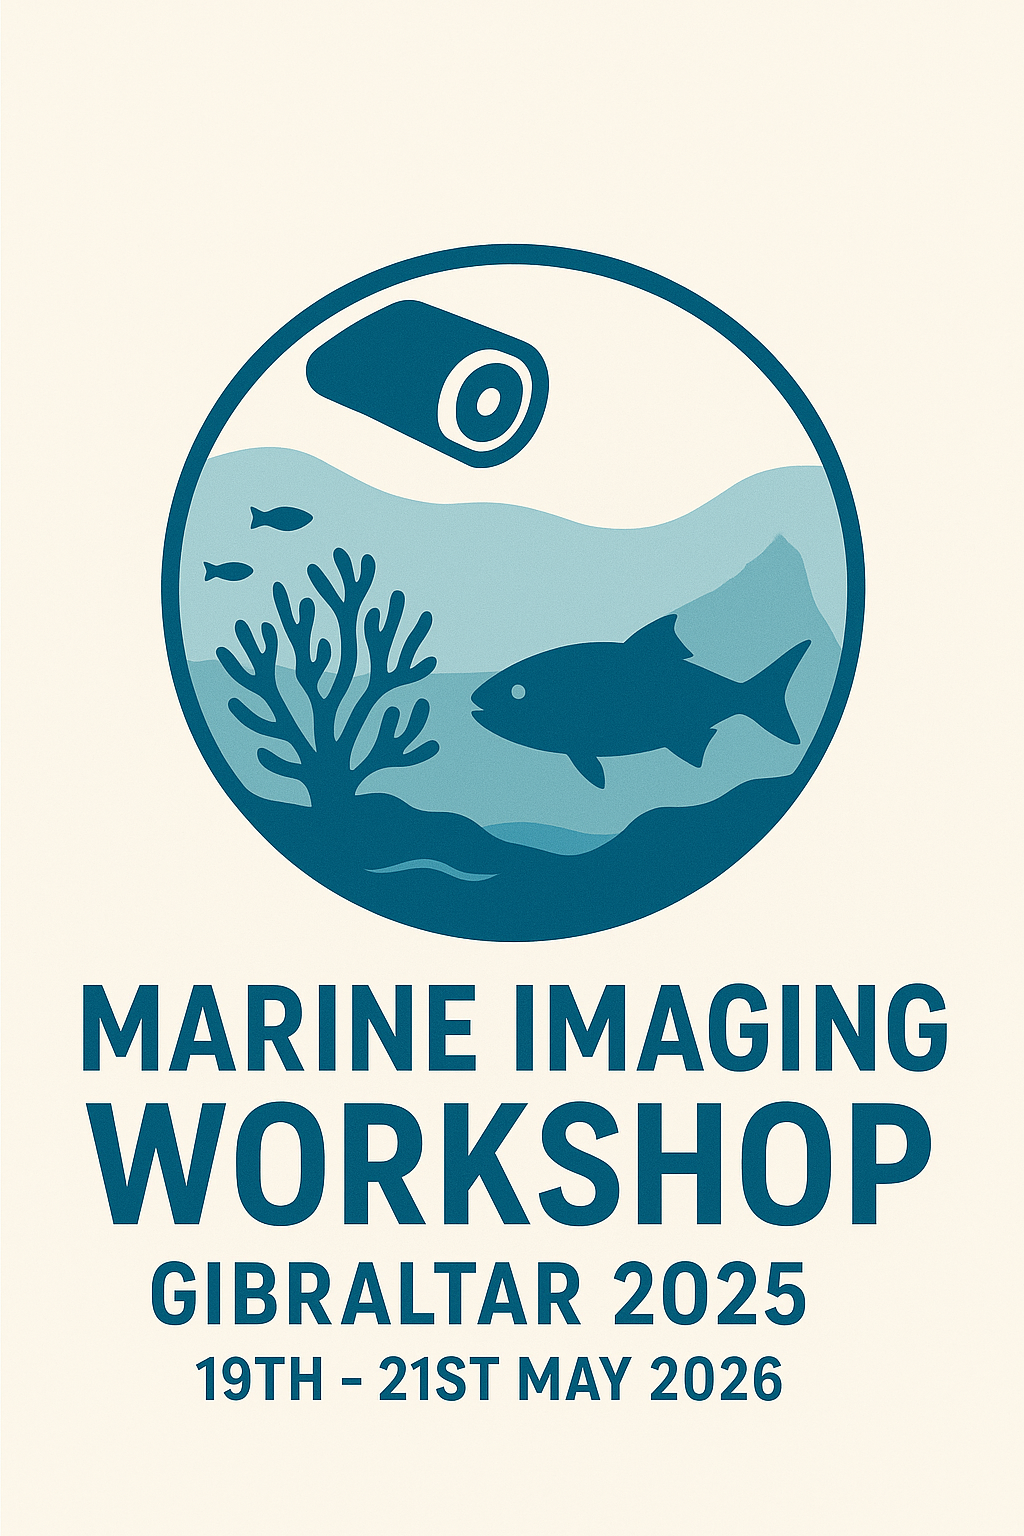 MARINE IMAGING
WORKSHOP
GIBRALTAR 2025
19TH - 21ST MAY 2026